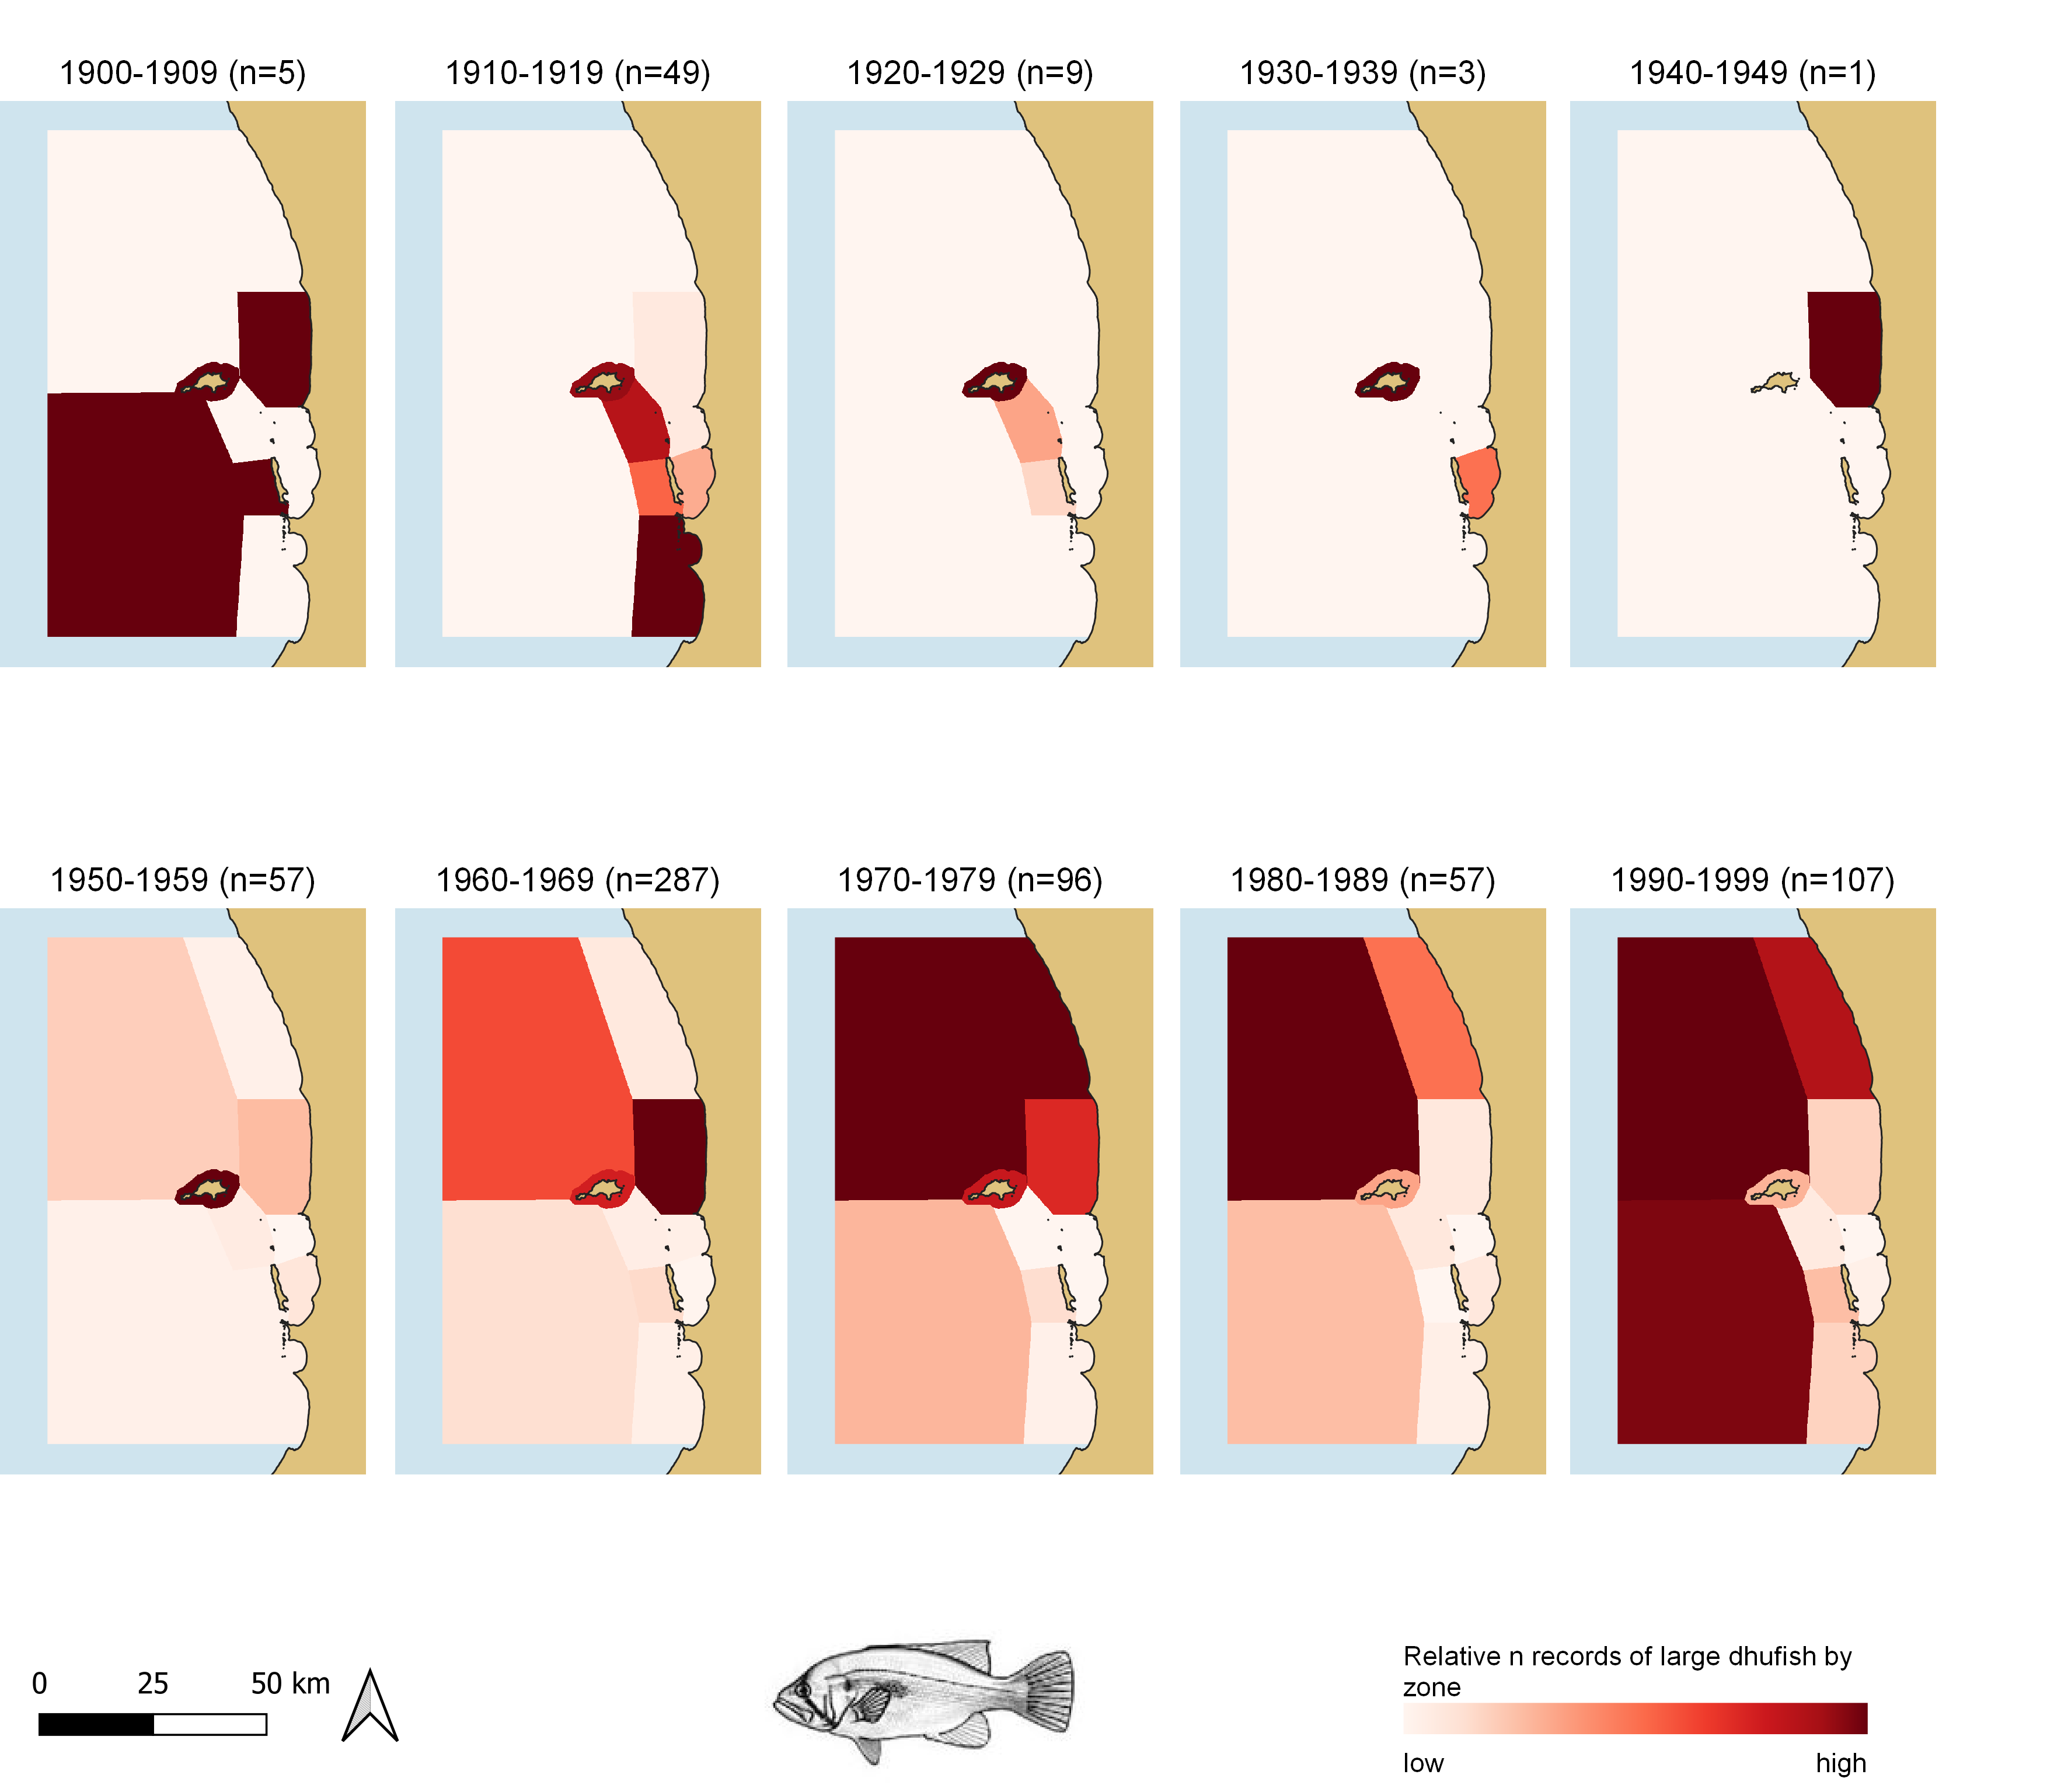 1900-1909 (n=5)
1910-1919 (n=49)
1920-1929 (n=9)
1930-1939 (n=3)
1940-1949 (n=1)
1950-1959 (n=57)
1960-1969 (n=287)
1970-1979 (n=96)
1980-1989 (n=57)
1990-1999 (n=107)
0 25 50 km
Relative n records of large dhufish by
zone
low high